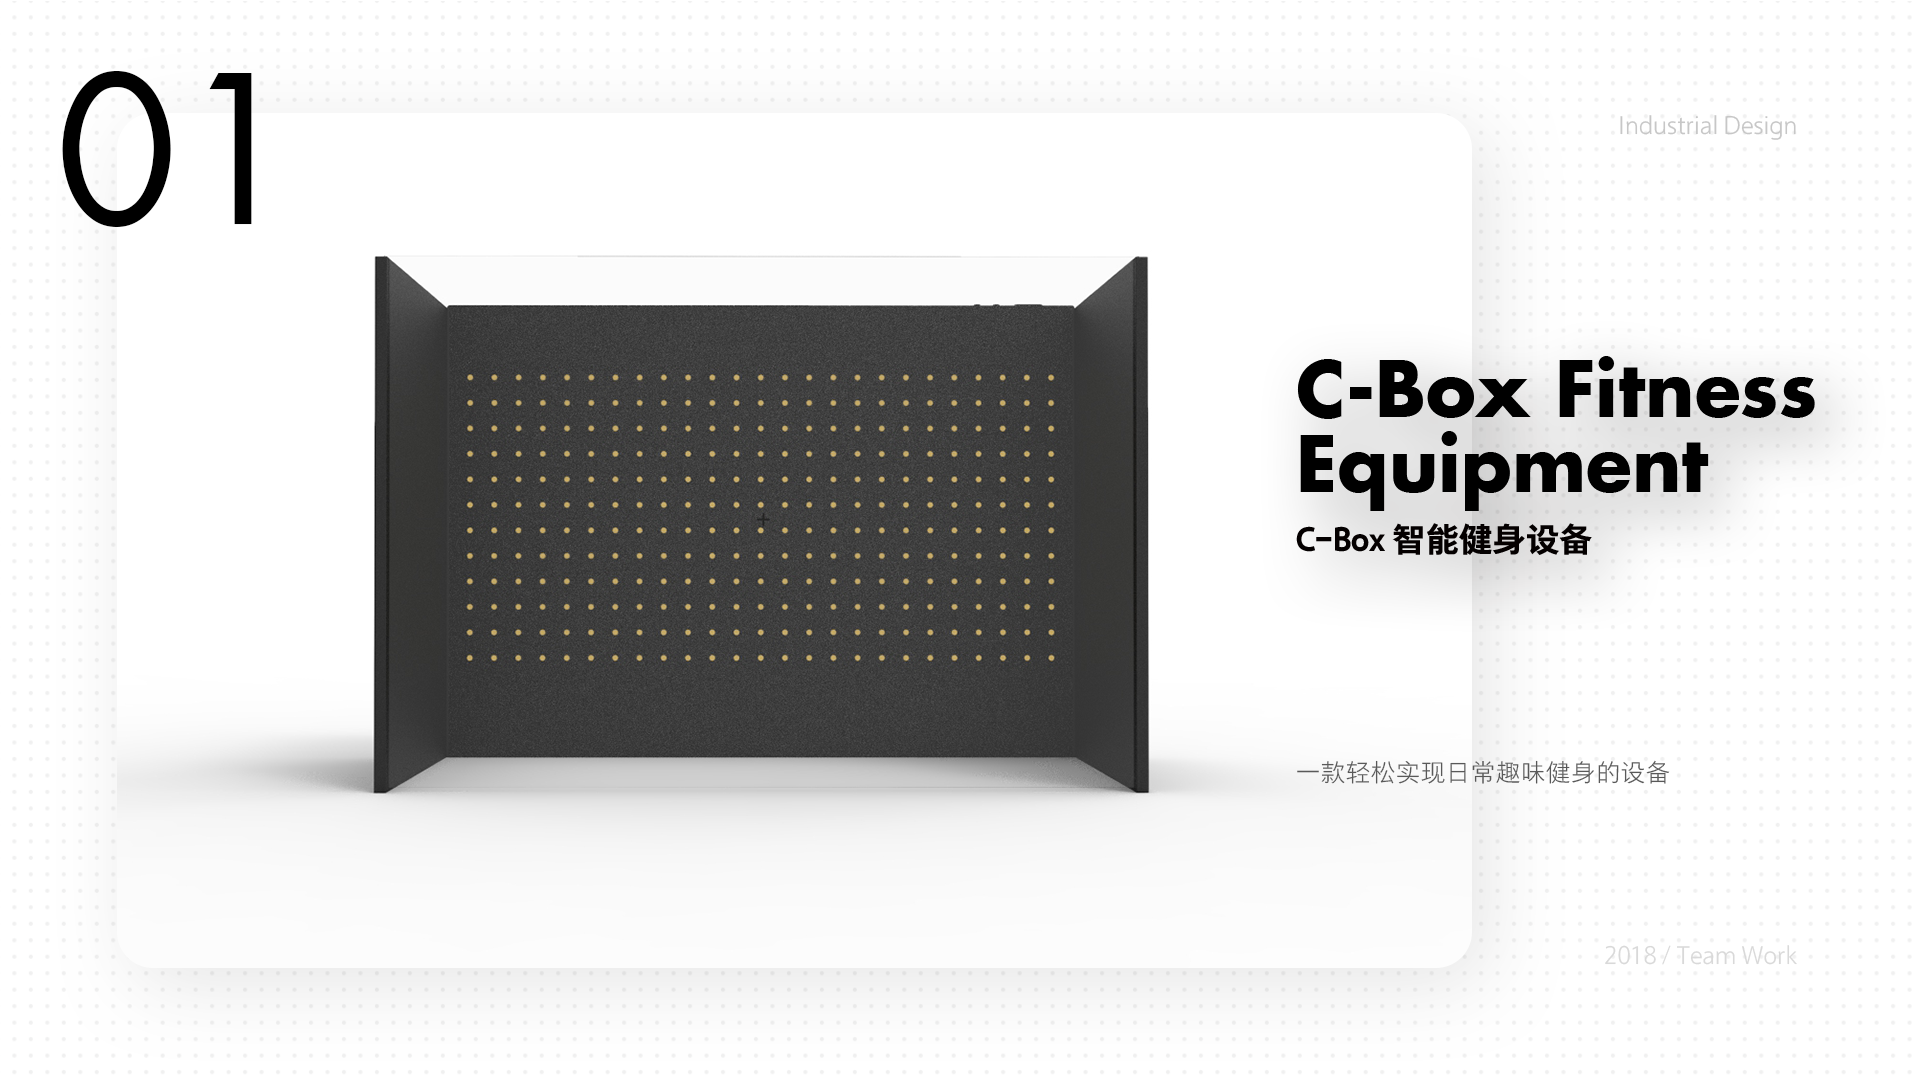 01
Industrial Design
C-Box Fitness
Equipment
C-Box 智能健身设备
一款轻松实现日常趣味健身的设备
2018 / Team Work